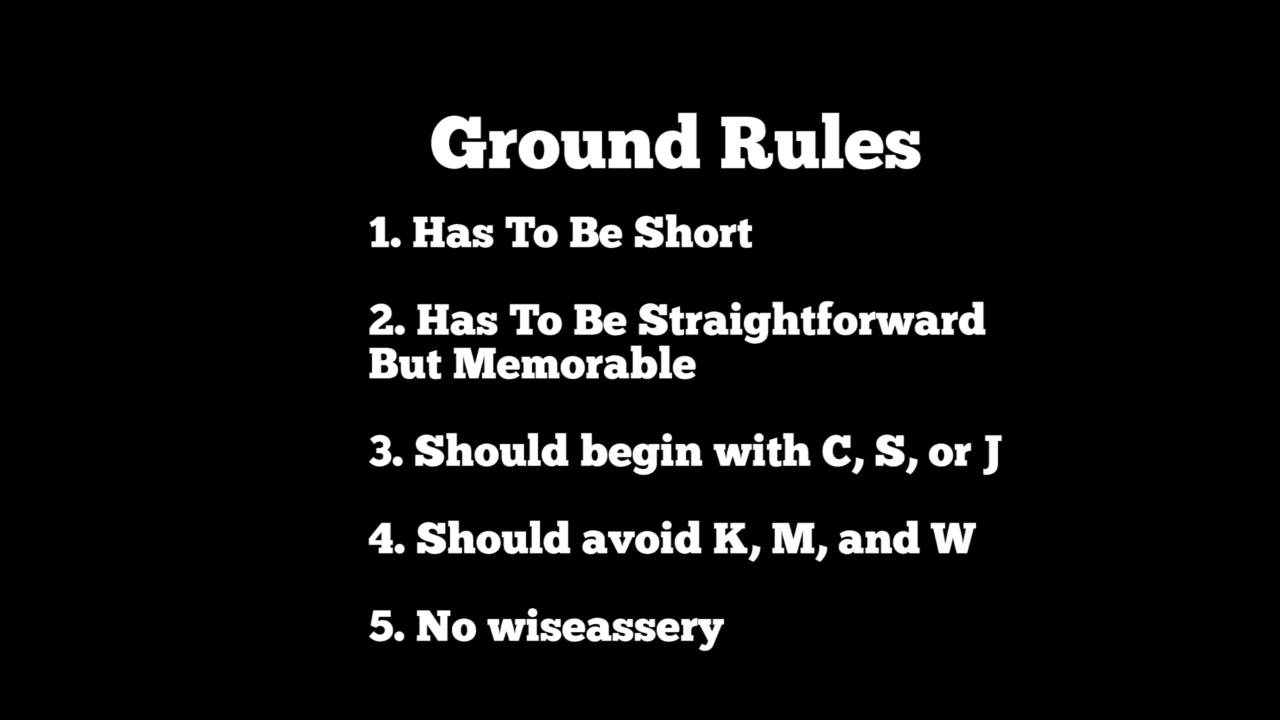 Ground Rules
1. Has To Be Short
2. Has To Be Straightforward
But Memorable
3. Should begin with C, S, or J
4. Should avoid K, M, and W
5. No wiseassery